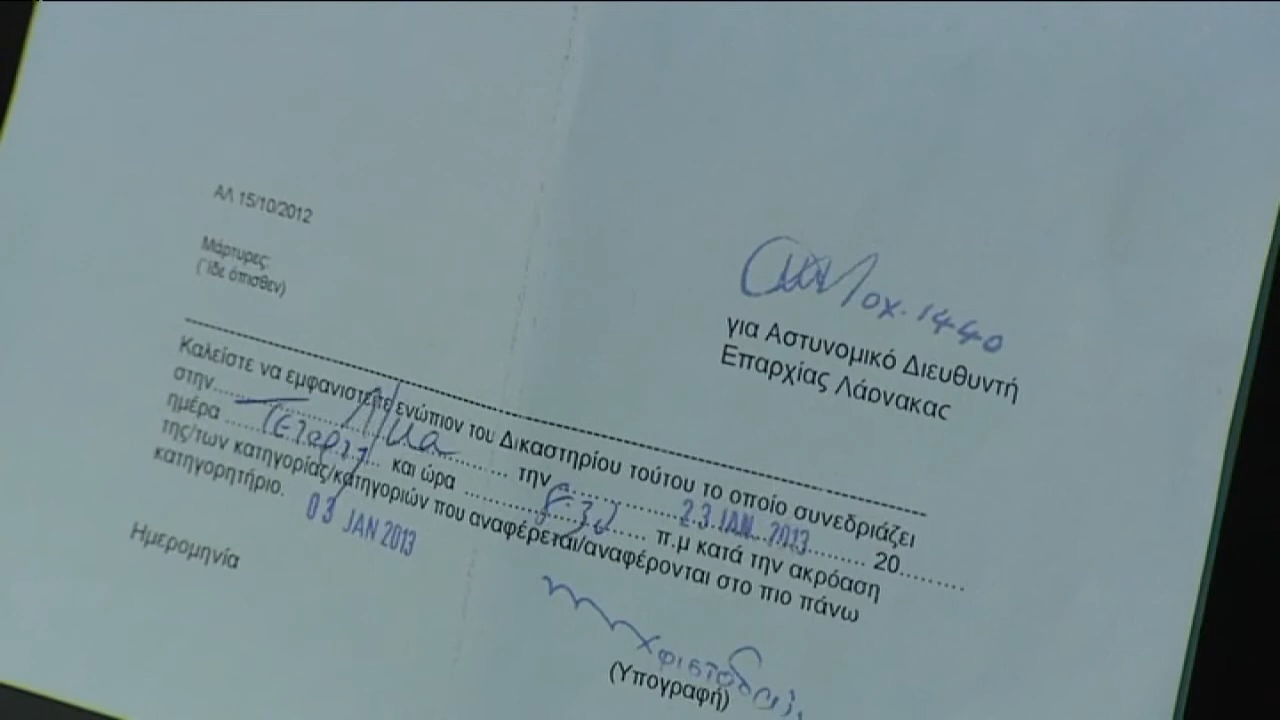 ΑΛ 15/10/2012
Μάρτυρες:
(Ίδε όπισθεν)
Λοχ. 1440
για Αστυνομικό Διευθυντή
Επαρχίας Λάρνακας
Καλείστε να εμφανιστείτε ενώπιον του Δικαστηρίου τούτου το οποίο συνεδριάζει
στην................ Λ/κα ........ την ........ 23 JAN 2013 ........ 20.........
ημέρα ..... Τετάρτη ..... και ώρα ........ 8.30 ........ π.μ κατά την ακρόαση
της/των κατηγορίας/κατηγοριών που αναφέρεται/αναφέρονται στο πιο πάνω
κατηγορητήριο.
Ημερομηνία
03 JAN 2013
(Υπογραφή)